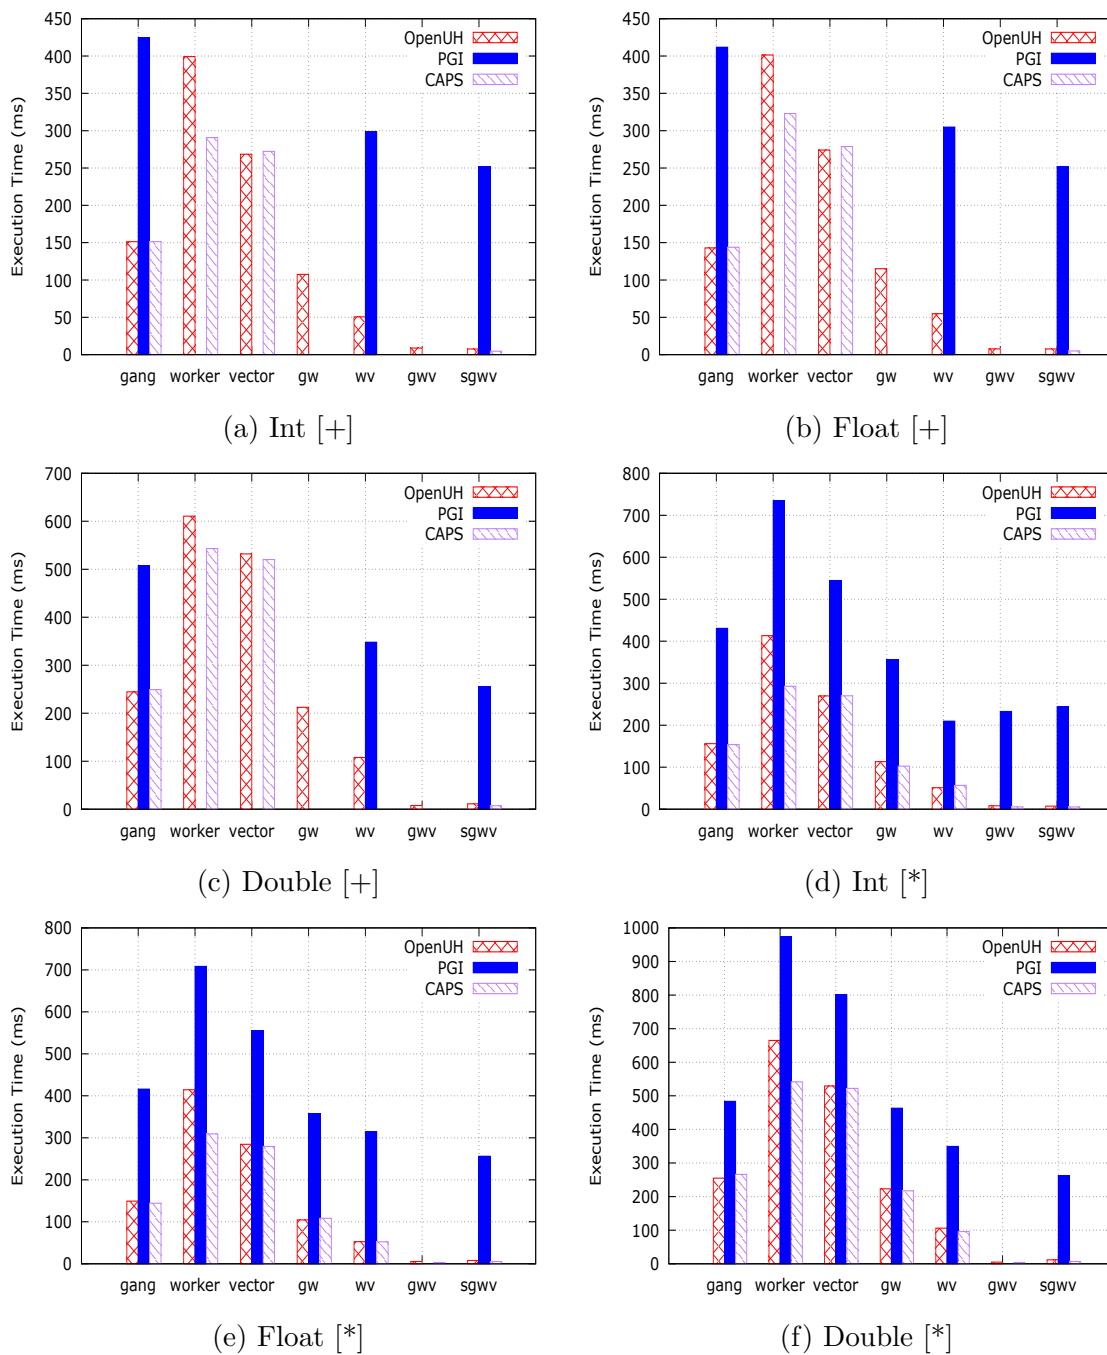 450
400
350
300
250
200
150
100
50
0
Execution Time (ms)
OpenUH
PGI
CAPS
gang worker vector gw wv gwv sgwv
(a) Int [+]
450
400
350
300
250
200
150
100
50
0
Execution Time (ms)
OpenUH
PGI
CAPS
gang worker vector gw wv gwv sgwv
(b) Float [+]
700
600
500
400
300
200
100
0
Execution Time (ms)
OpenUH
PGI
CAPS
gang worker vector gw wv gwv sgwv
(c) Double [+]
800
700
600
500
400
300
200
100
0
Execution Time (ms)
OpenUH
PGI
CAPS
gang worker vector gw wv gwv sgwv
(d) Int [*]
800
700
600
500
400
300
200
100
0
Execution Time (ms)
OpenUH
PGI
CAPS
gang worker vector gw wv gwv sgwv
(e) Float [*]
1000
900
800
700
600
500
400
300
200
100
0
Execution Time (ms)
OpenUH
PGI
CAPS
gang worker vector gw wv gwv sgwv
(f) Double [*]